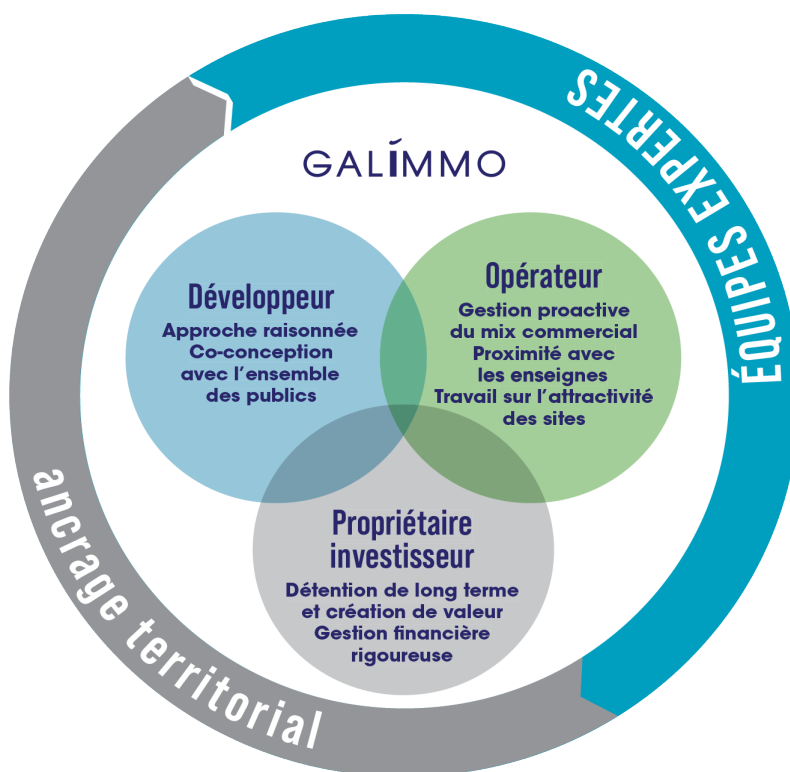 ÉQUIPES EXPERTES
GALIMMO
Développeur
Approche raisonnée
Co-conception
avec l'ensemble
des publics
Opérateur
Gestion proactive
du mix commercial
Proximité avec
les enseignes
Travail sur l'attractivité
des sites
Propriétaire
investisseur
Détention de long terme
et création de valeur
Gestion financière
rigoureuse
ancrage territorial